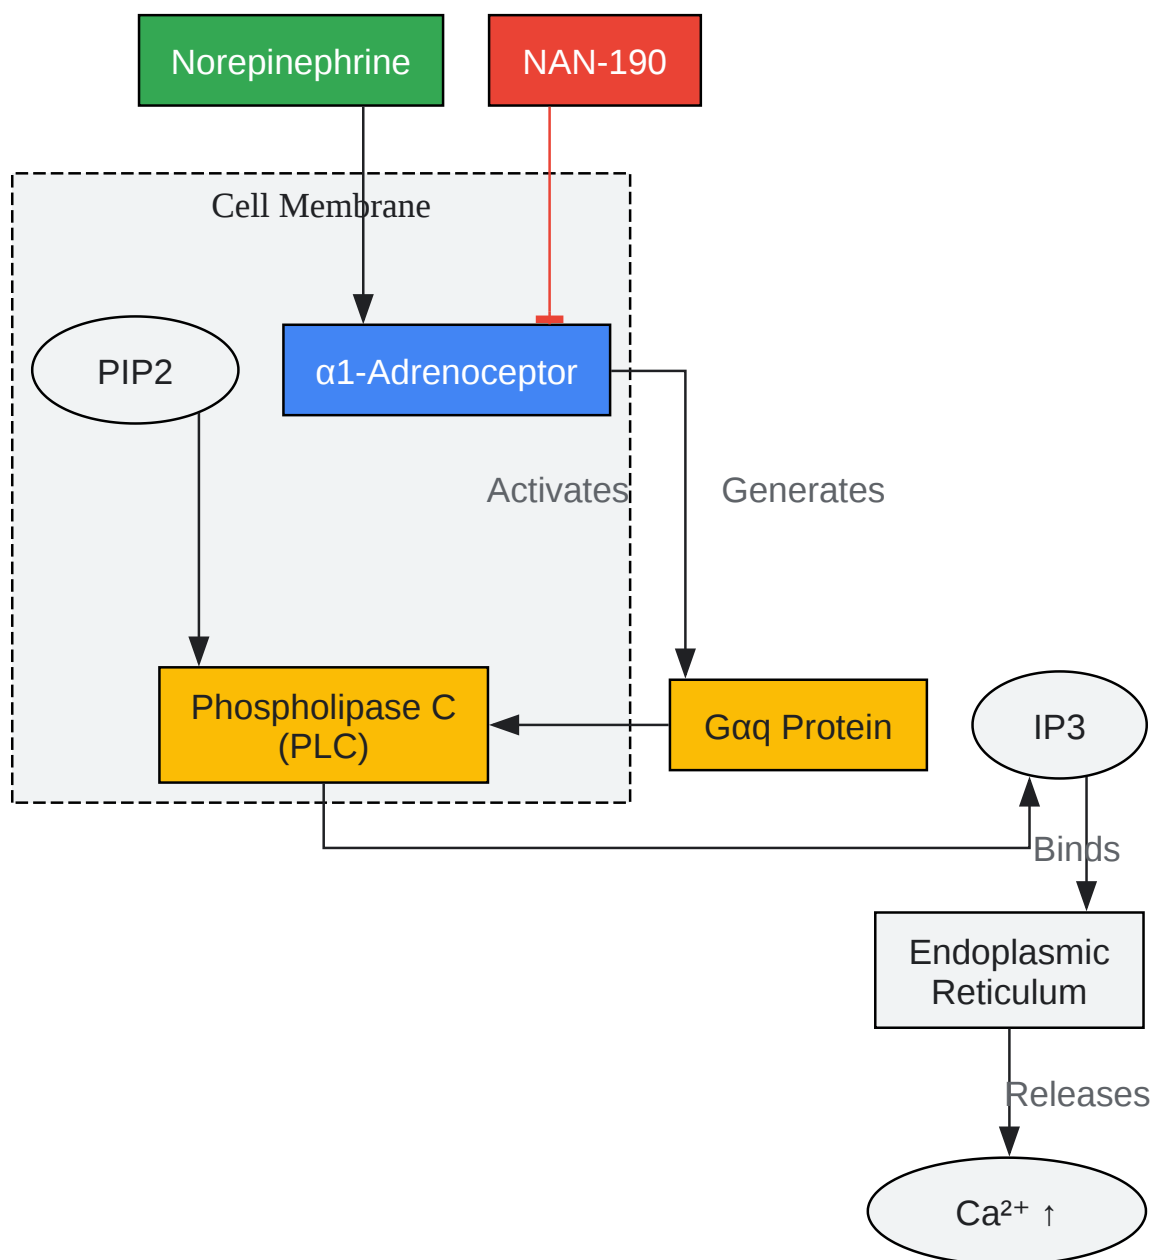 Norepinephrine
NAN-190
Cell Membrane
PIP2
α1-Adrenoceptor
Activates
Generates
Phospholipase C
(PLC)
Gαq Protein
IP3
Binds
Endoplasmic
Reticulum
Releases
Ca²⁺ ↑